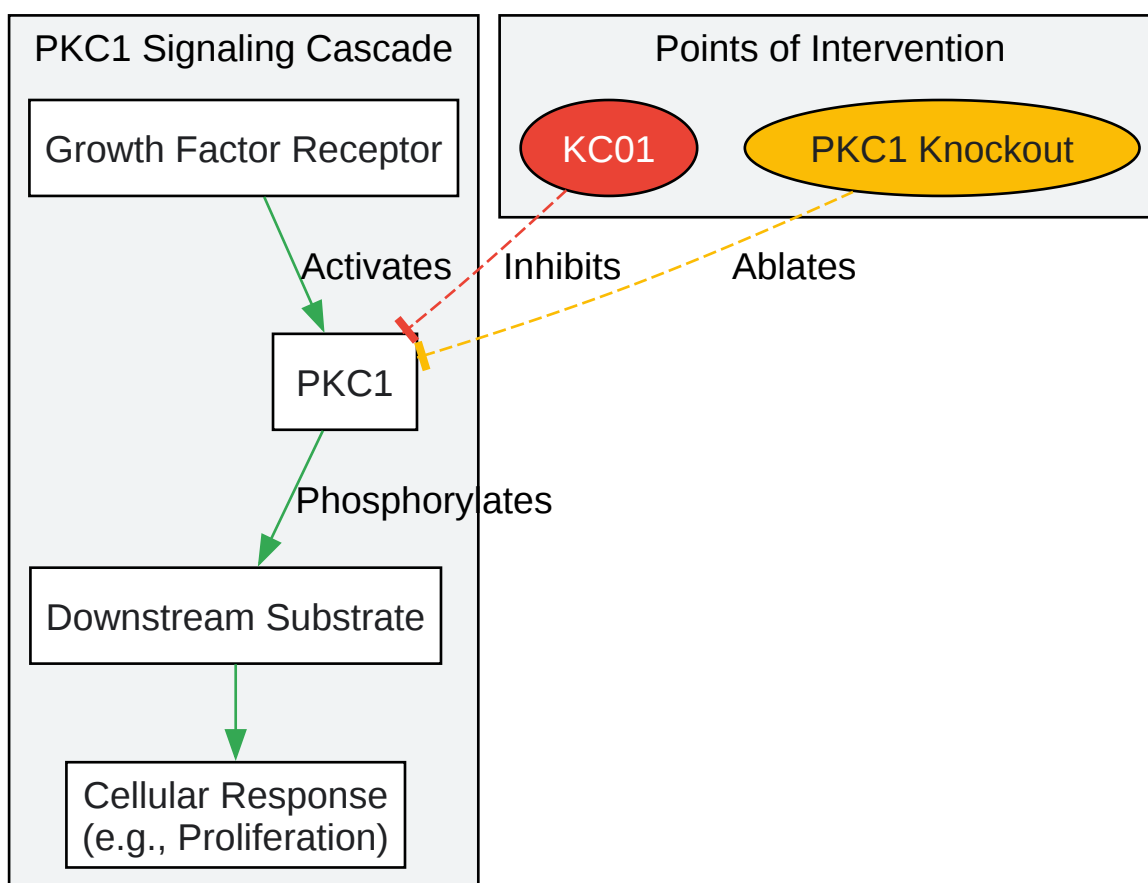 PKC1 Signaling Cascade
Points of Intervention
Growth Factor Receptor
KC01
PKC1 Knockout
Activates
Inhibits
Ablates
PKC1
Phosphorylates
Downstream Substrate
Cellular Response
(e.g., Proliferation)